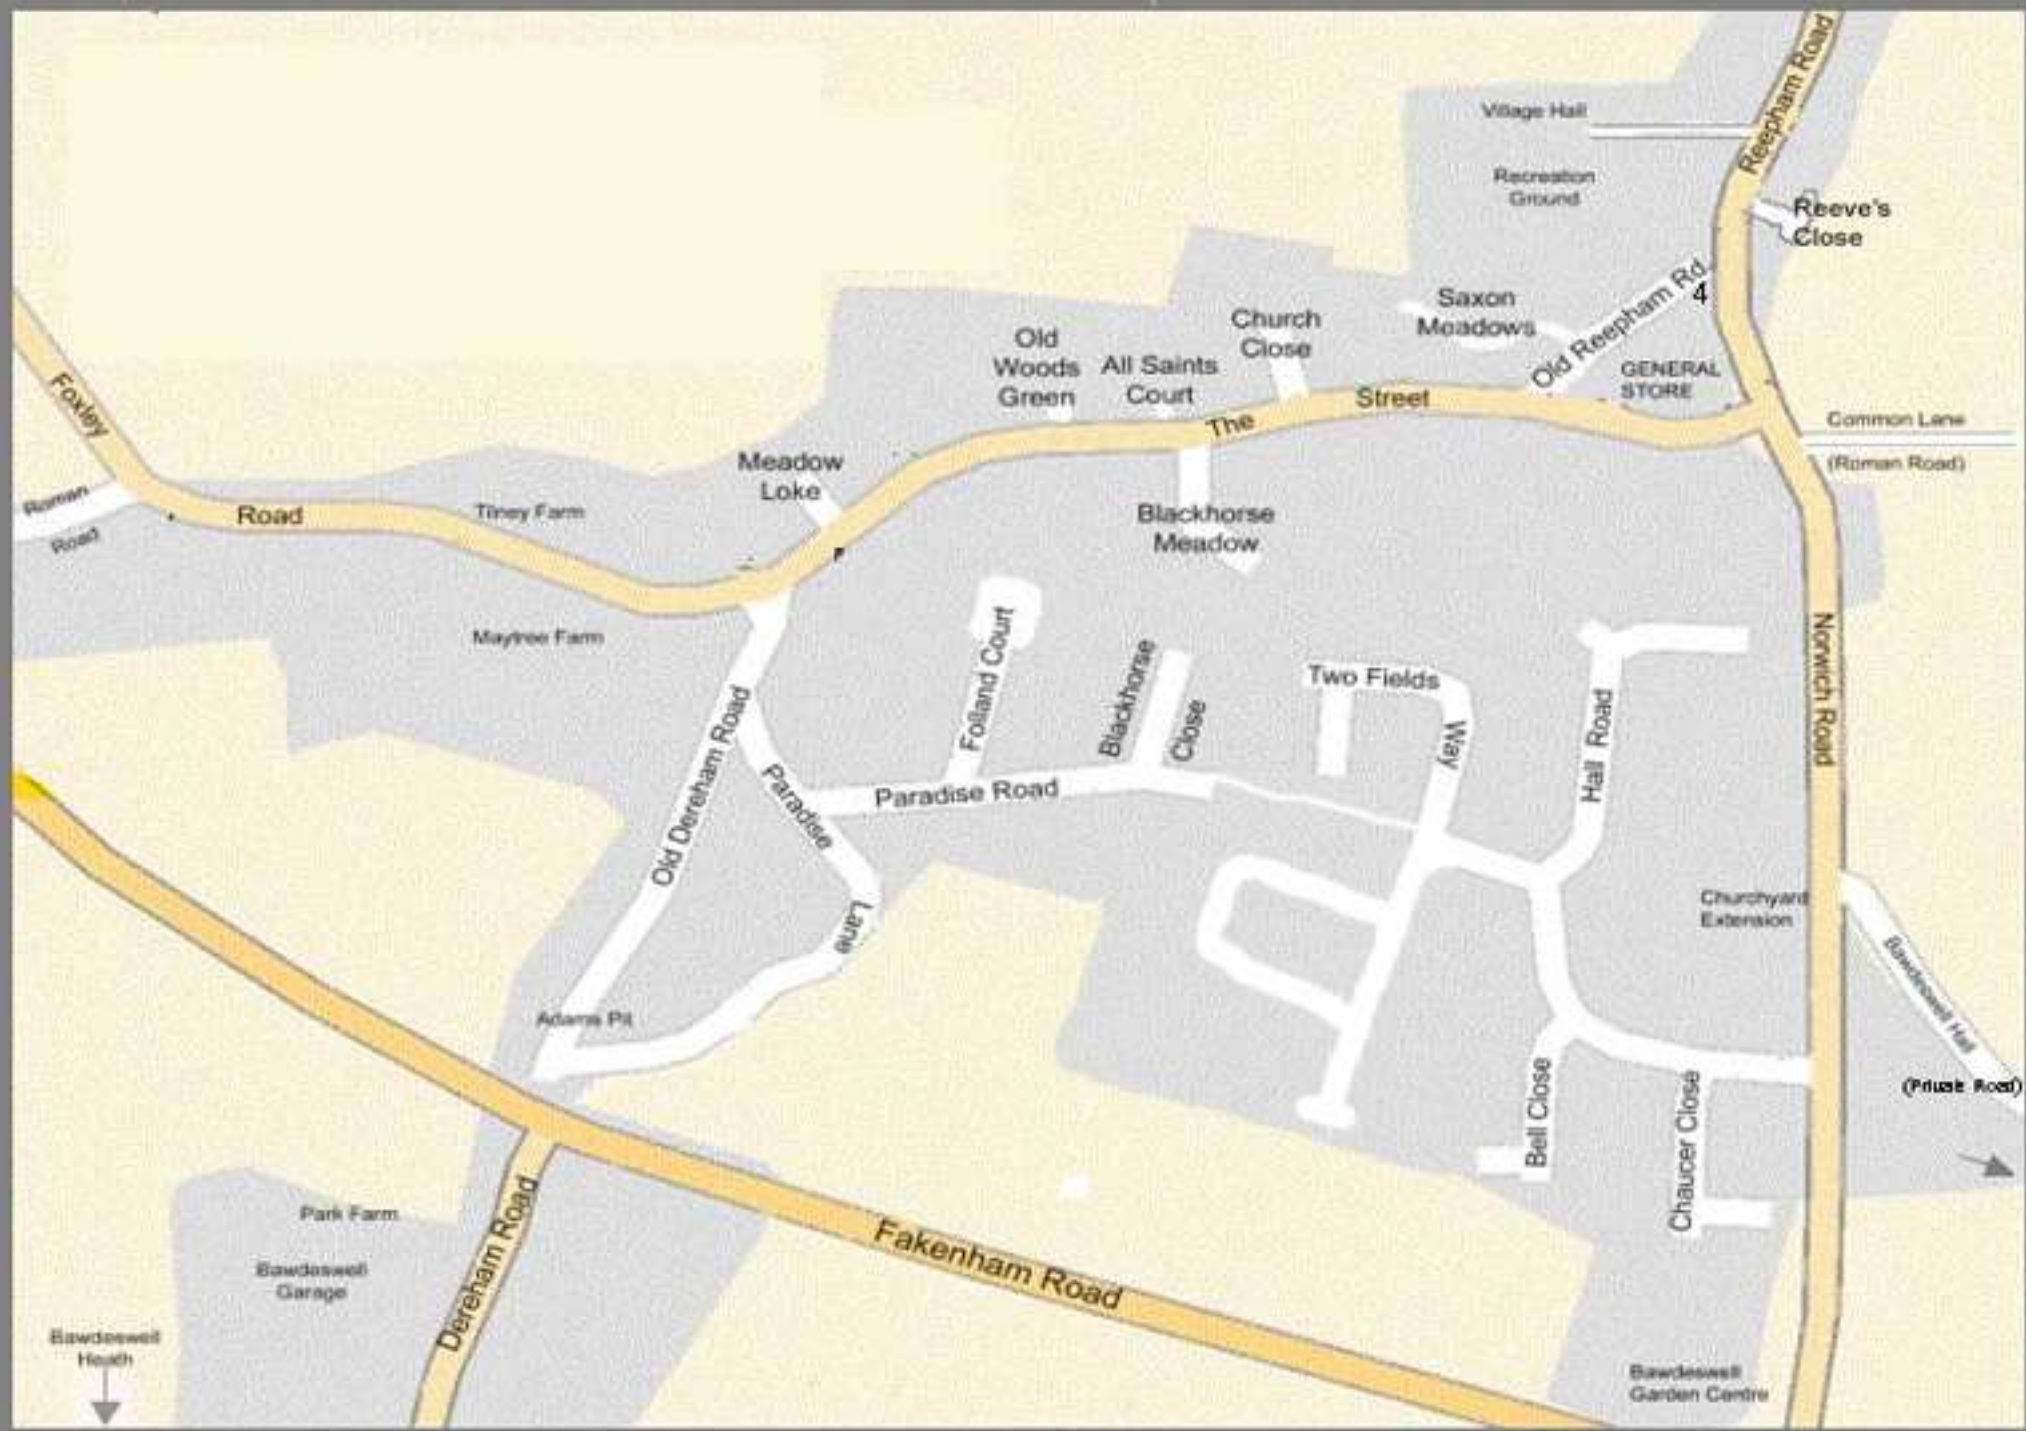 Reepham Road
Village Hall
Recreation
Ground
Reeve's
Close
Saxon
Meadows
Old Reepham Rd
4
Church
Close
Old
Woods
Green
All Saints
Court
GENERAL
STORE
The Street
Common Lane
(Roman Road)
Foxley Road
Meadow
Loke
Roman
Road
Tilney Farm
Blackhorse
Meadow
Maytree Farm
Folland Court
Blackhorse
Close
Two Fields Way
Hall Road
Norwich Road
Old Dereham Road
Paradise Lane
Paradise Road
Churchyard
Extension
Bawdeswell Hall
(Private Road)
Adams Pit
Bell Close
Chaucer Close
Park Farm
Bawdeswell
Garage
Dereham Road
Fakenham Road
Bawdeswell
Heath
Bawdeswell
Garden Centre